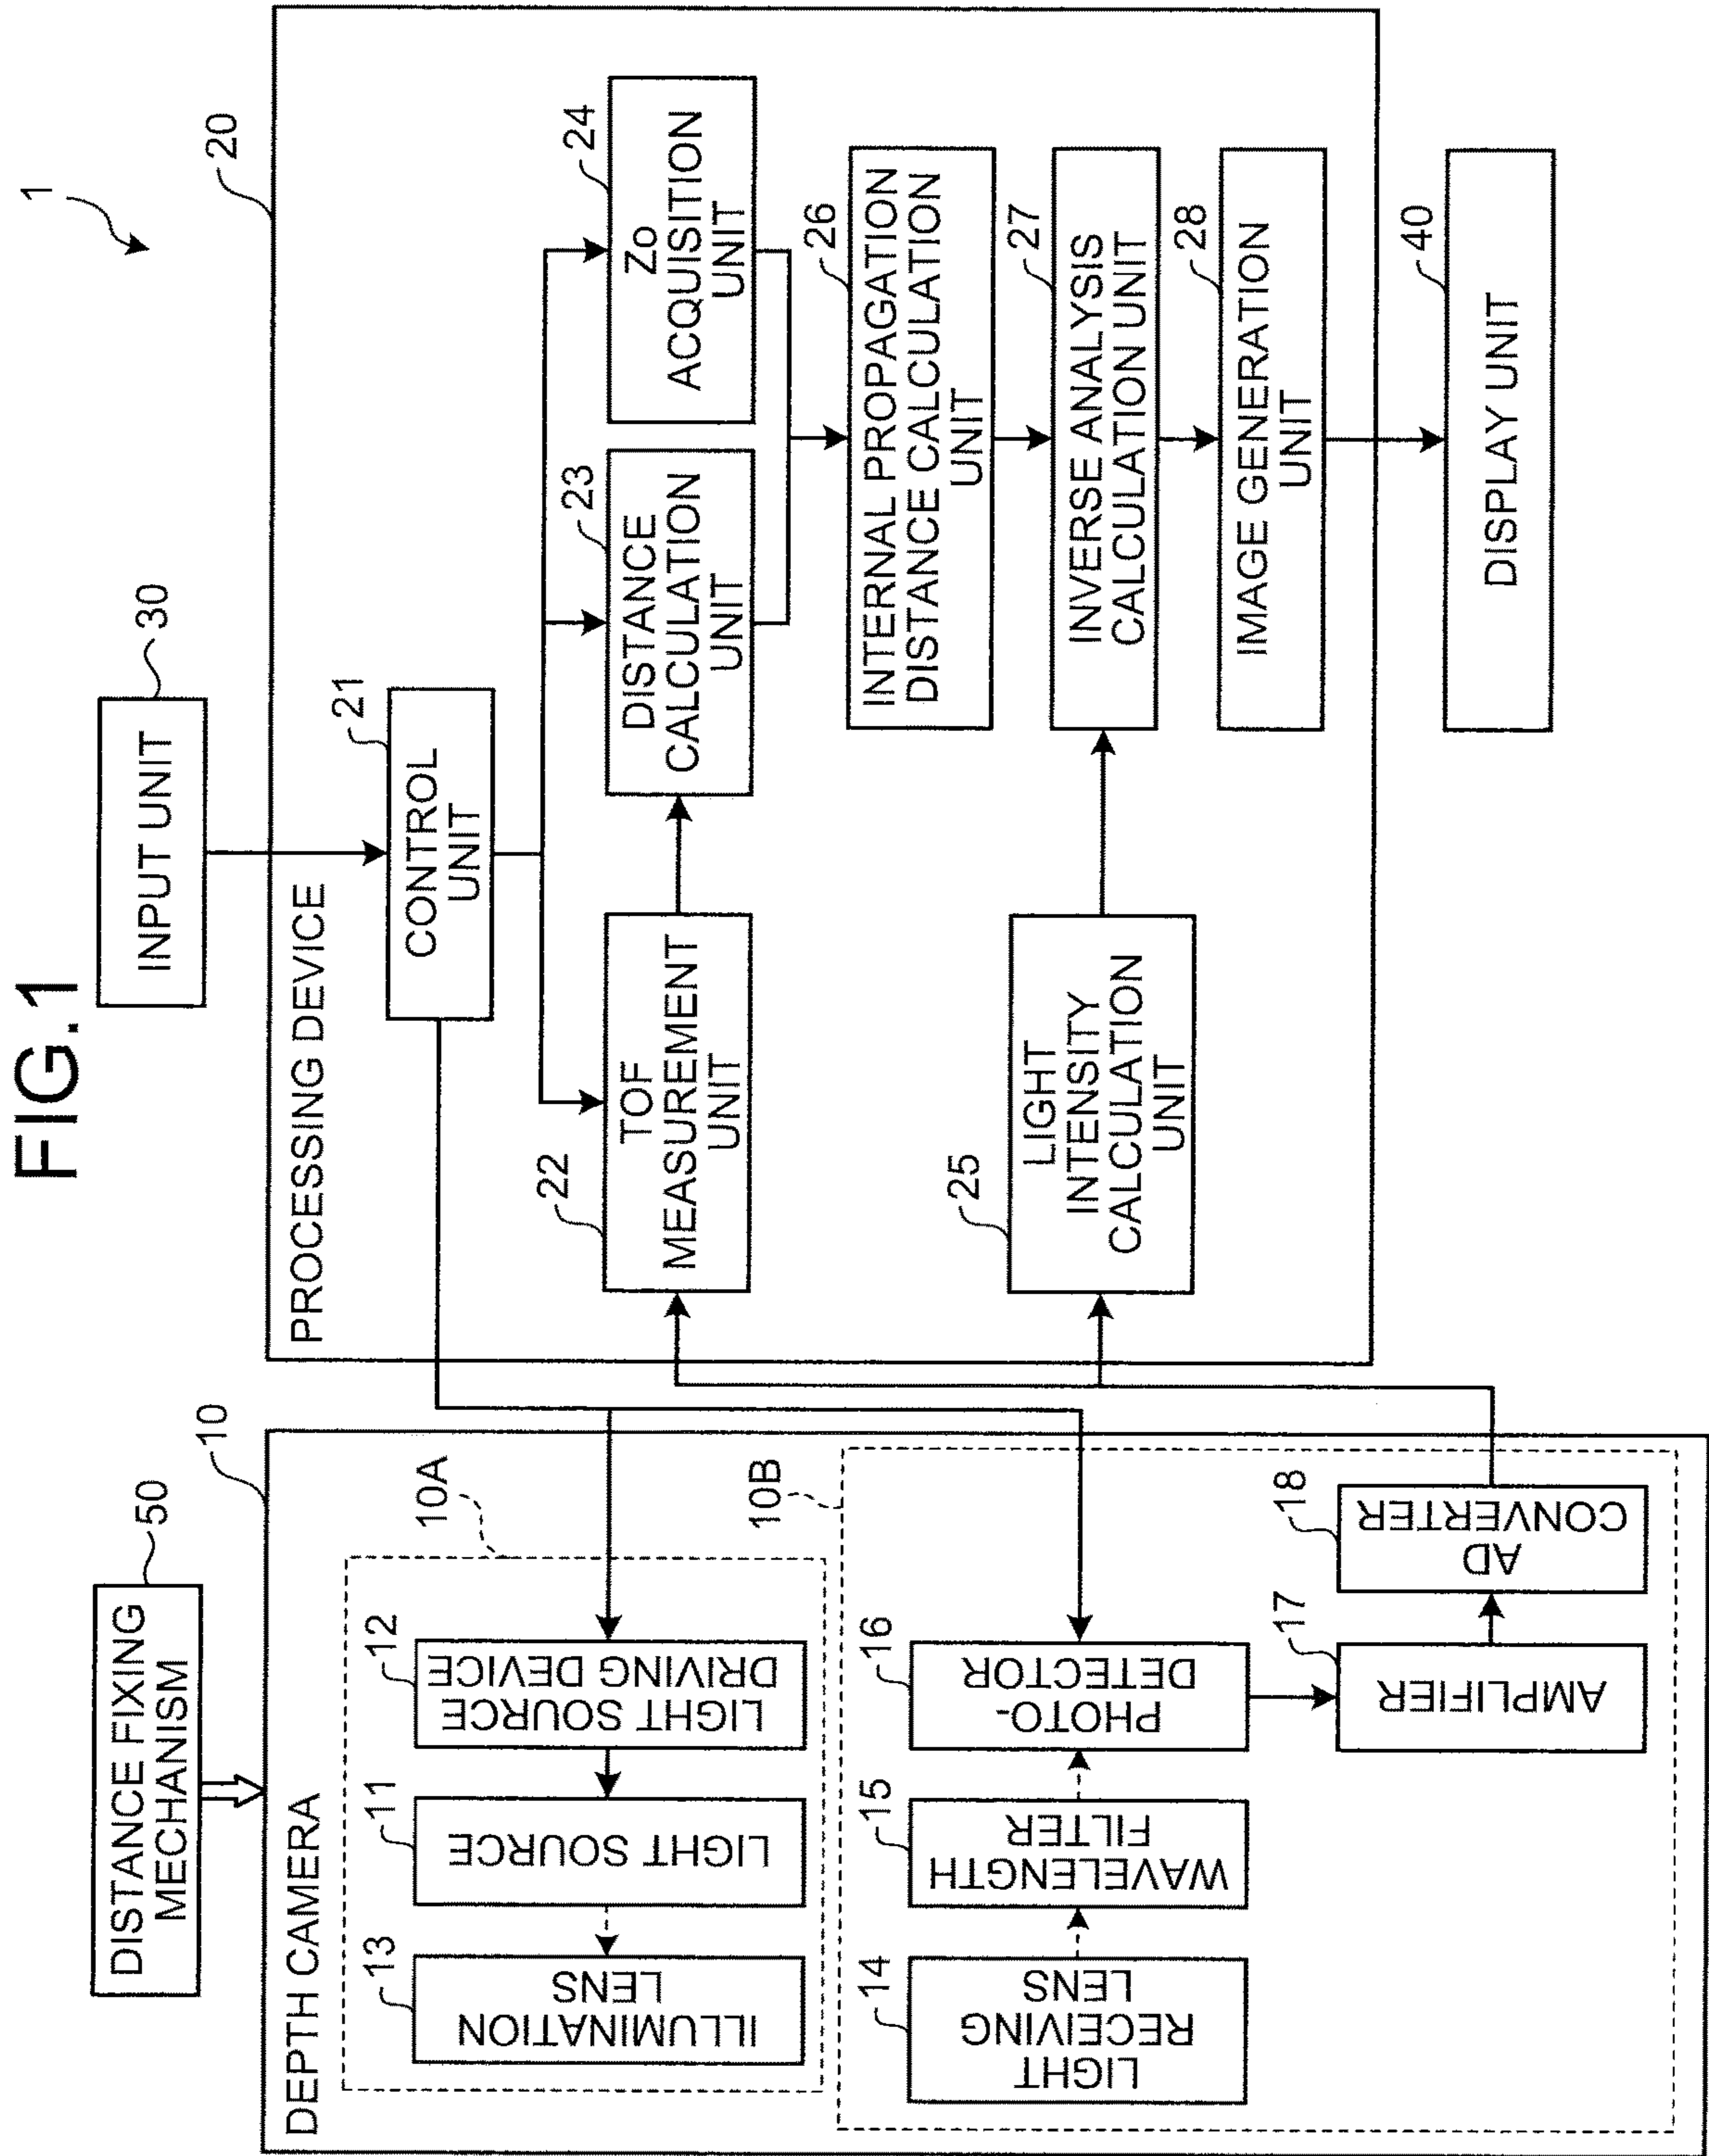 FIG.1
1
DISTANCE FIXING
MECHANISM
50
INPUT UNIT
30
DEPTH CAMERA
10
10A
ILLUMINATION
LENS
13
LIGHT SOURCE
11
LIGHT SOURCE
DRIVING DEVICE
12
10B
LIGHT
RECEIVING
LENS
14
WAVELENGTH
FILTER
15
PHOTO-
DETECTOR
16
AMPLIFIER
17
AD
CONVERTER
18
PROCESSING DEVICE
20
CONTROL
UNIT
21
TOF
MEASUREMENT
UNIT
22
DISTANCE
CALCULATION
UNIT
23
Zo
ACQUISITION
UNIT
24
LIGHT
INTENSITY
CALCULATION
UNIT
25
INTERNAL PROPAGATION
DISTANCE CALCULATION
UNIT
26
INVERSE ANALYSIS
CALCULATION UNIT
27
IMAGE GENERATION
UNIT
28
DISPLAY UNIT
40